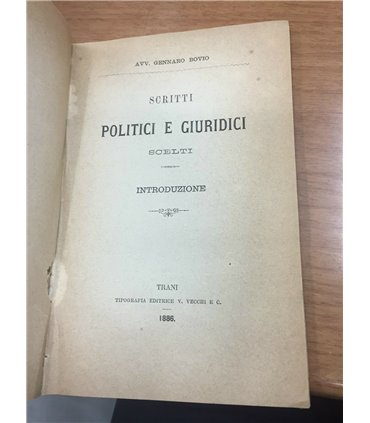 AVV. GENNARO BOVIO
SCRITTI
POLITICI E GIURIDICI
SCELTI
INTRODUZIONE
TRANI
TIPOGRAFIA EDITRICE V. VECCHI E C.
1886.